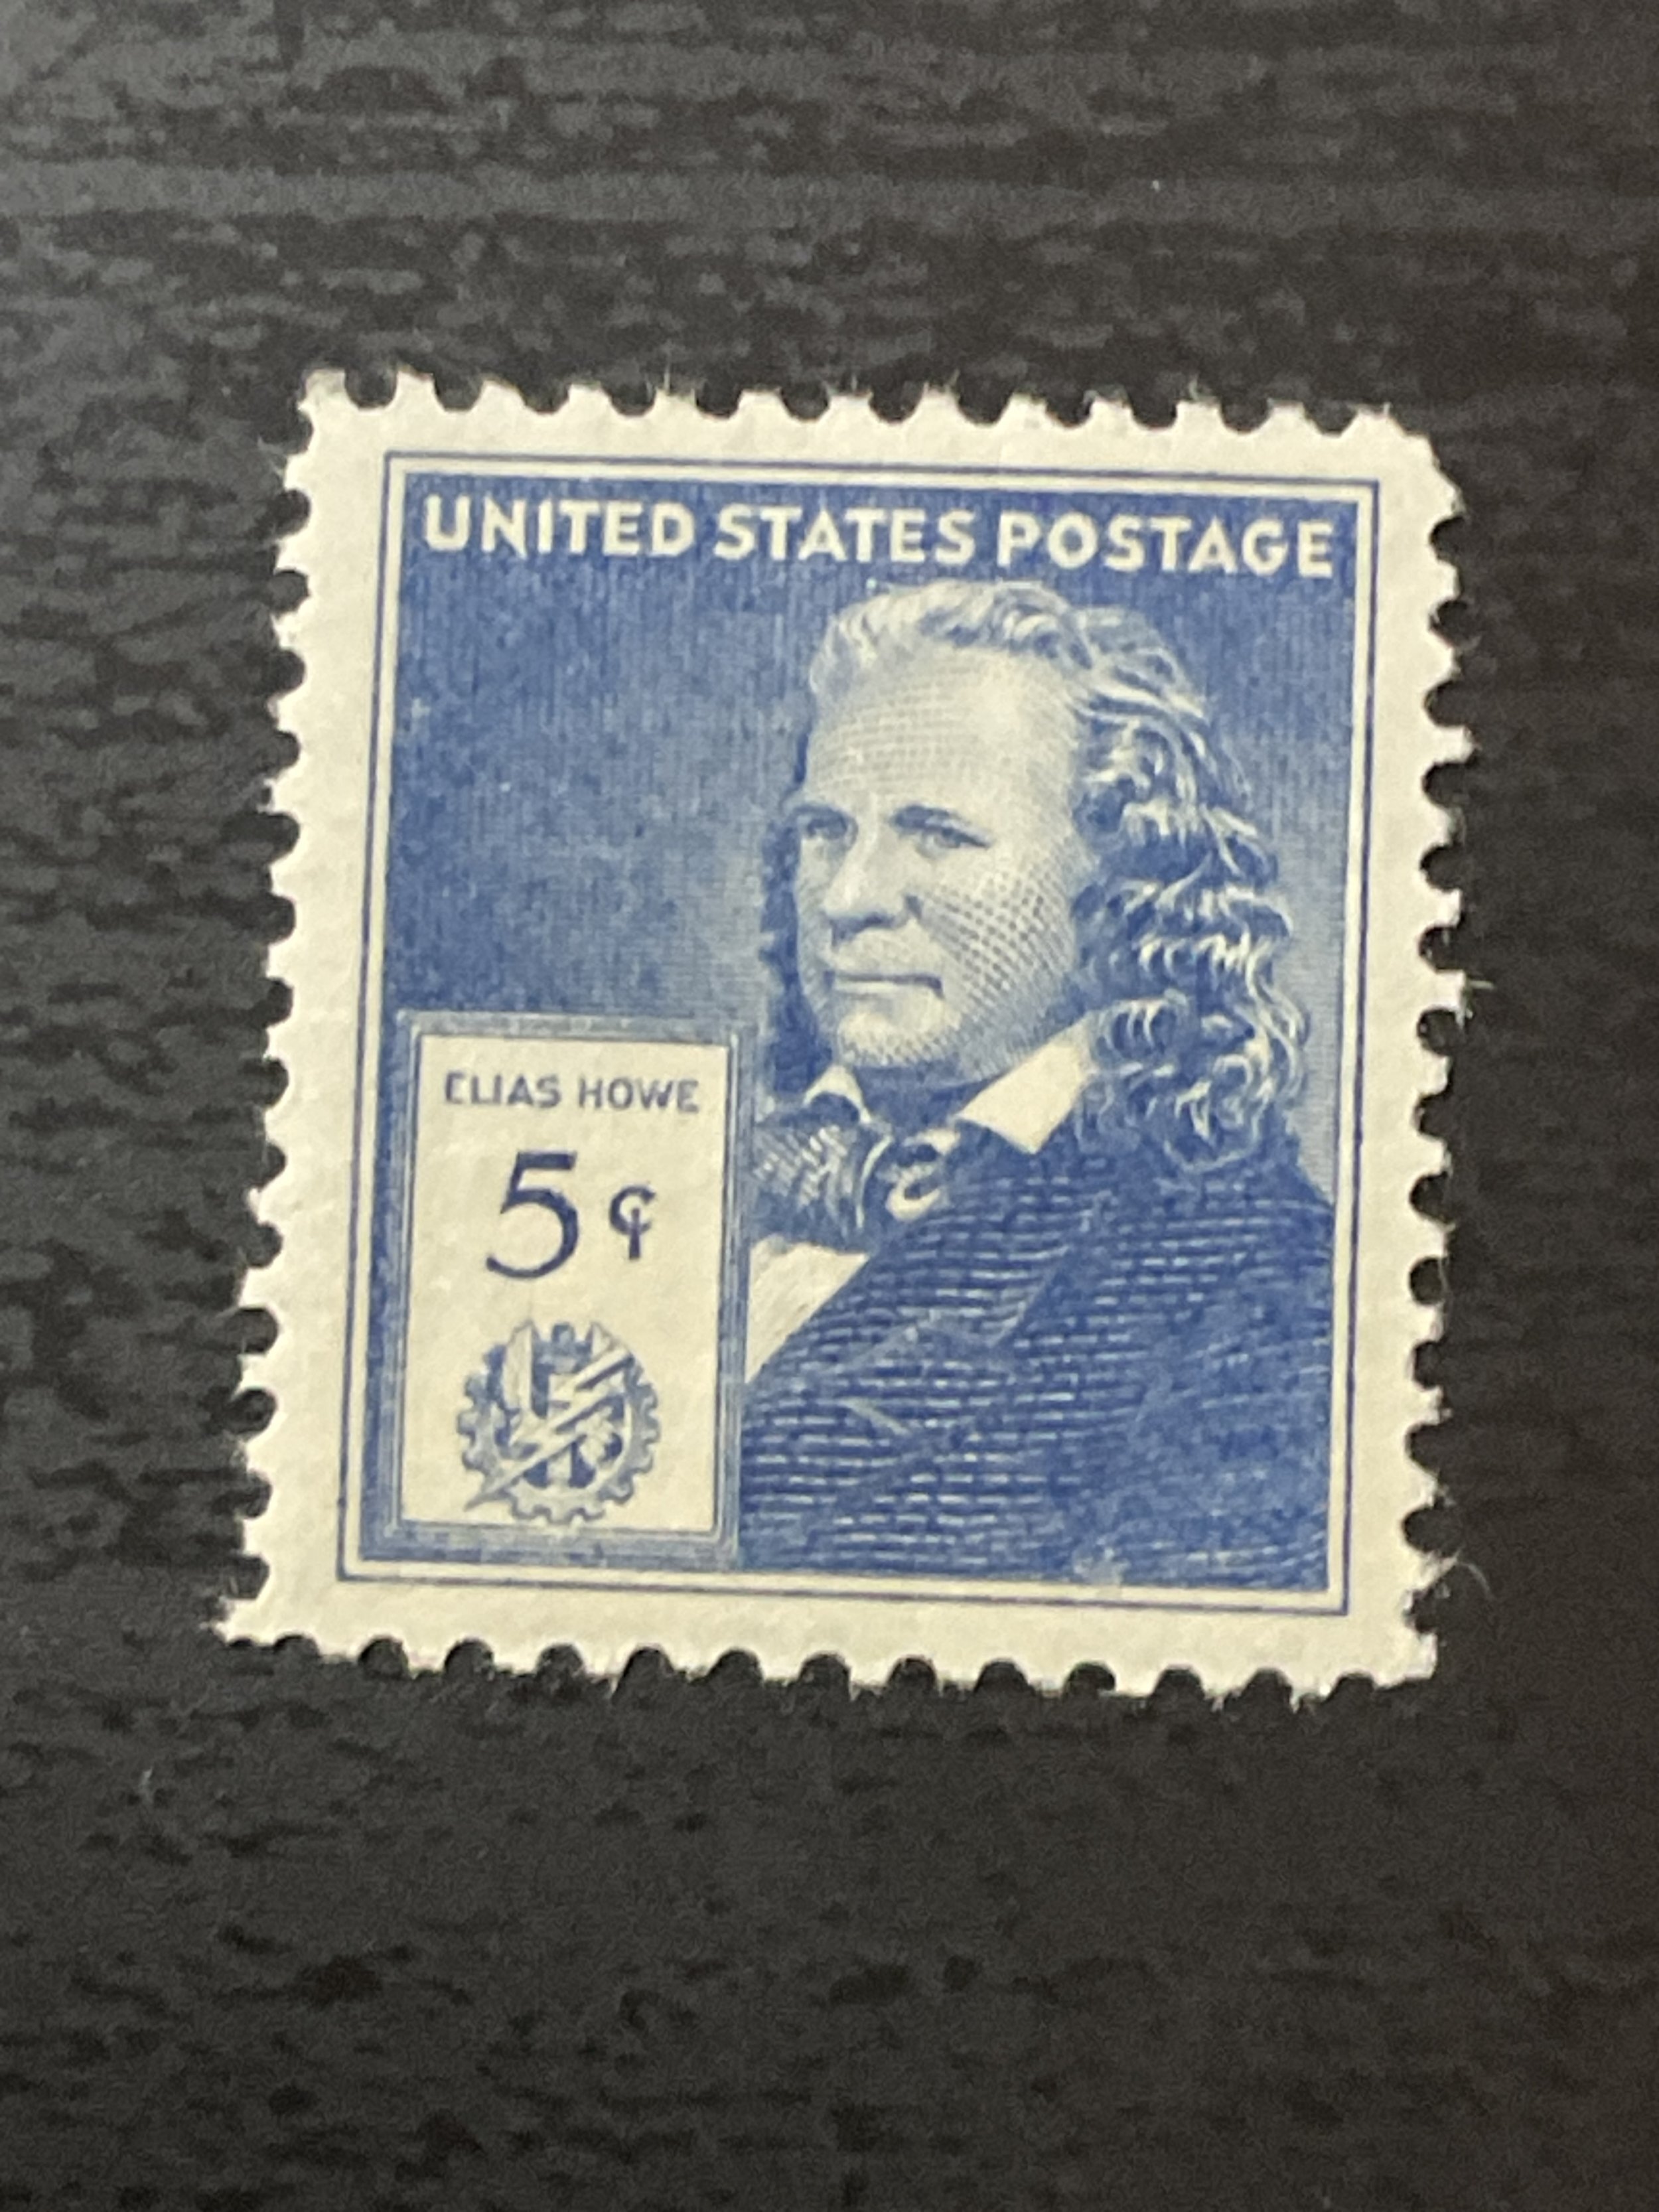 UNITED STATES POSTAGE
ELIAS HOWE
5¢